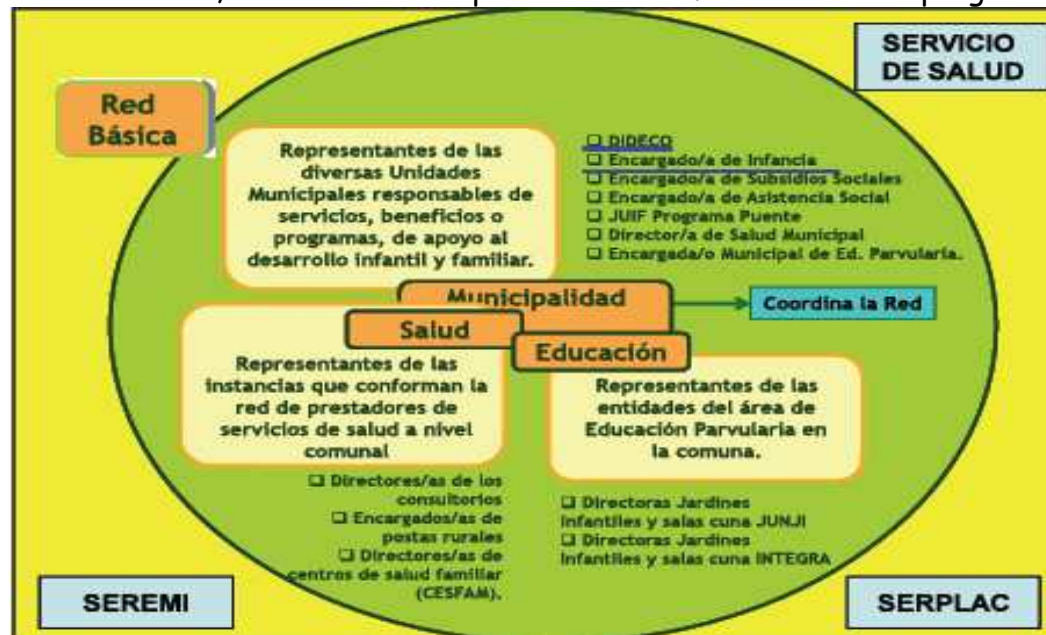 SERVICIO
DE SALUD
Red
Básica
Representantes de las
diversas Unidades
Municipales responsables de
servicios, beneficios o
programas, de apoyo al
desarrollo infantil y familiar.
❑ DIDECO
❑ Encargado/a de Infancia
❑ Encargado/a de Subsidios Sociales
❑ Encargado/a de Asistencia Social
❑ JUIF Programa Puente
❑ Director/a de Salud Municipal
❑ Encargada/o Municipal de Ed. Parvularia.
Municipalidad
Coordina la Red
Salud
Educación
Representantes de las
instancias que conforman la
red de prestadores de
servicios de salud a nivel
comunal
Representantes de las
entidades del área de
Educación Parvularia en
la comuna.
❑ Directores/as de los
consultorios
❑ Encargados/as de
postas rurales
❑ Directores/as de
centros de salud familiar
(CESFAM).
❑ Directoras Jardines
Infantiles y salas cuna JUNJI
❑ Directoras Jardines
Infantiles y salas cuna INTEGRA
SEREMI
SERPLAC